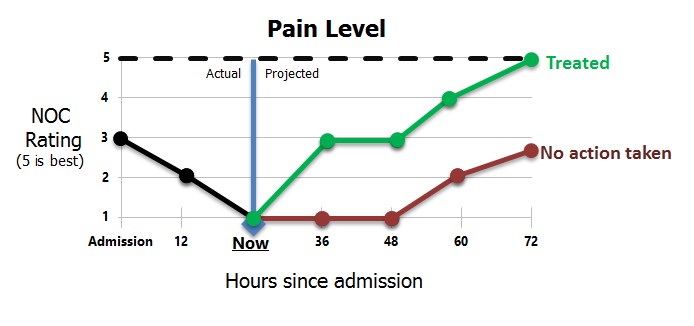 Pain Level
5
Actual
Projected
Treated
4
NOC
Rating
(5 is best)
3
No action taken
2
1
Admission 12 Now 36 48 60 72
Hours since admission